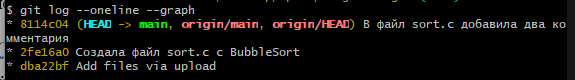 $ git log --oneline --graph
* 8114c04 (HEAD -> main, origin/main, origin/HEAD) В файл sort.c добавила два ко
мментария
* 2fe16a0 Создала файл sort.c с BubbleSort
* dba22bf Add files via upload